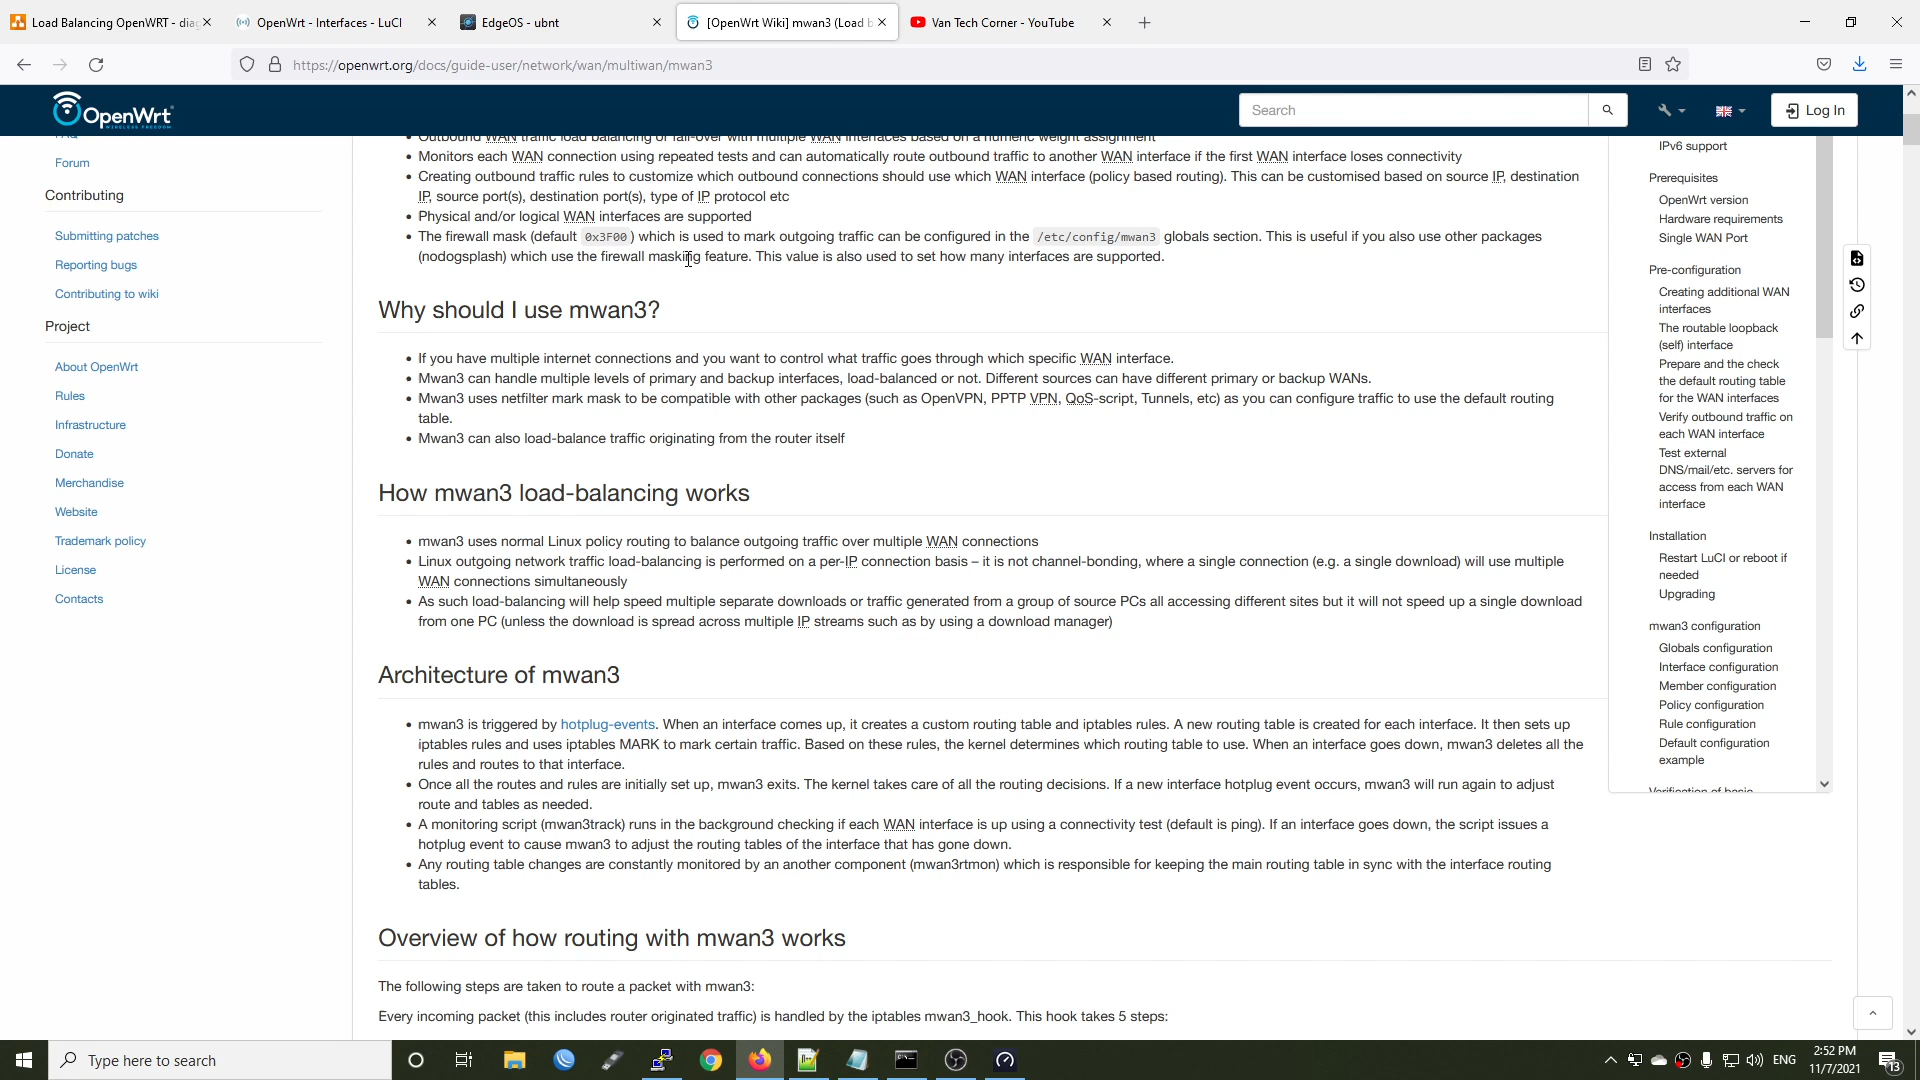 Load Balancing OpenWRT - diag
OpenWrt - Interfaces - LuCI
EdgeOS - ubnt
[OpenWrt Wiki] mwan3 (Load b
Van Tech Corner - YouTube
https://openwrt.org/docs/guide-user/network/wan/multiwan/mwan3
OpenWrt
WIRELESS FREEDOM
Search
Log In
FAQ
Forum
Contributing
Submitting patches
Reporting bugs
Contributing to wiki
Project
About OpenWrt
Rules
Infrastructure
Donate
Merchandise
Website
Trademark policy
License
Contacts
Outbound WAN traffic load balancing or fail-over with multiple WAN interfaces based on a numeric weight assignment
• Monitors each WAN connection using repeated tests and can automatically route outbound traffic to another WAN interface if the first WAN interface loses connectivity
• Creating outbound traffic rules to customize which outbound connections should use which WAN interface (policy based routing). This can be customised based on source IP, destination
IP, source port(s), destination port(s), type of IP protocol etc
• Physical and/or logical WAN interfaces are supported
• The firewall mask (default 0x3F00 ) which is used to mark outgoing traffic can be configured in the /etc/config/mwan3 globals section. This is useful if you also use other packages
(nodogsplash) which use the firewall masking feature. This value is also used to set how many interfaces are supported.
Why should I use mwan3?
• If you have multiple internet connections and you want to control what traffic goes through which specific WAN interface.
• Mwan3 can handle multiple levels of primary and backup interfaces, load-balanced or not. Different sources can have different primary or backup WANs.
• Mwan3 uses netfilter mark mask to be compatible with other packages (such as OpenVPN, PPTP VPN, QoS-script, Tunnels, etc) as you can configure traffic to use the default routing
table.
• Mwan3 can also load-balance traffic originating from the router itself
How mwan3 load-balancing works
• mwan3 uses normal Linux policy routing to balance outgoing traffic over multiple WAN connections
• Linux outgoing network traffic load-balancing is performed on a per-IP connection basis – it is not channel-bonding, where a single connection (e.g. a single download) will use multiple
WAN connections simultaneously
• As such load-balancing will help speed multiple separate downloads or traffic generated from a group of source PCs all accessing different sites but it will not speed up a single download
from one PC (unless the download is spread across multiple IP streams such as by using a download manager)
Architecture of mwan3
• mwan3 is triggered by hotplug-events. When an interface comes up, it creates a custom routing table and iptables rules. A new routing table is created for each interface. It then sets up
iptables rules and uses iptables MARK to mark certain traffic. Based on these rules, the kernel determines which routing table to use. When an interface goes down, mwan3 deletes all the
rules and routes to that interface.
• Once all the routes and rules are initially set up, mwan3 exits. The kernel takes care of all the routing decisions. If a new interface hotplug event occurs, mwan3 will run again to adjust
route and tables as needed.
• A monitoring script (mwan3track) runs in the background checking if each WAN interface is up using a connectivity test (default is ping). If an interface goes down, the script issues a
hotplug event to cause mwan3 to adjust the routing tables of the interface that has gone down.
• Any routing table changes are constantly monitored by an another component (mwan3rtmon) which is responsible for keeping the main routing table in sync with the interface routing
tables.
Overview of how routing with mwan3 works
The following steps are taken to route a packet with mwan3:
Every incoming packet (this includes router originated traffic) is handled by the iptables mwan3_hook. This hook takes 5 steps:
IPv6 support
Prerequisites
OpenWrt version
Hardware requirements
Single WAN Port
Pre-configuration
Creating additional WAN
interfaces
The routable loopback
(self) interface
Prepare and the check
the default routing table
for the WAN interfaces
Verify outbound traffic on
each WAN interface
Test external
DNS/mail/etc. servers for
access from each WAN
interface
Installation
Restart LuCI or reboot if
needed
Upgrading
mwan3 configuration
Globals configuration
Interface configuration
Member configuration
Policy configuration
Rule configuration
Default configuration
example
Verification of basic
Type here to search
ENG
2:52 PM
11/7/2021
13